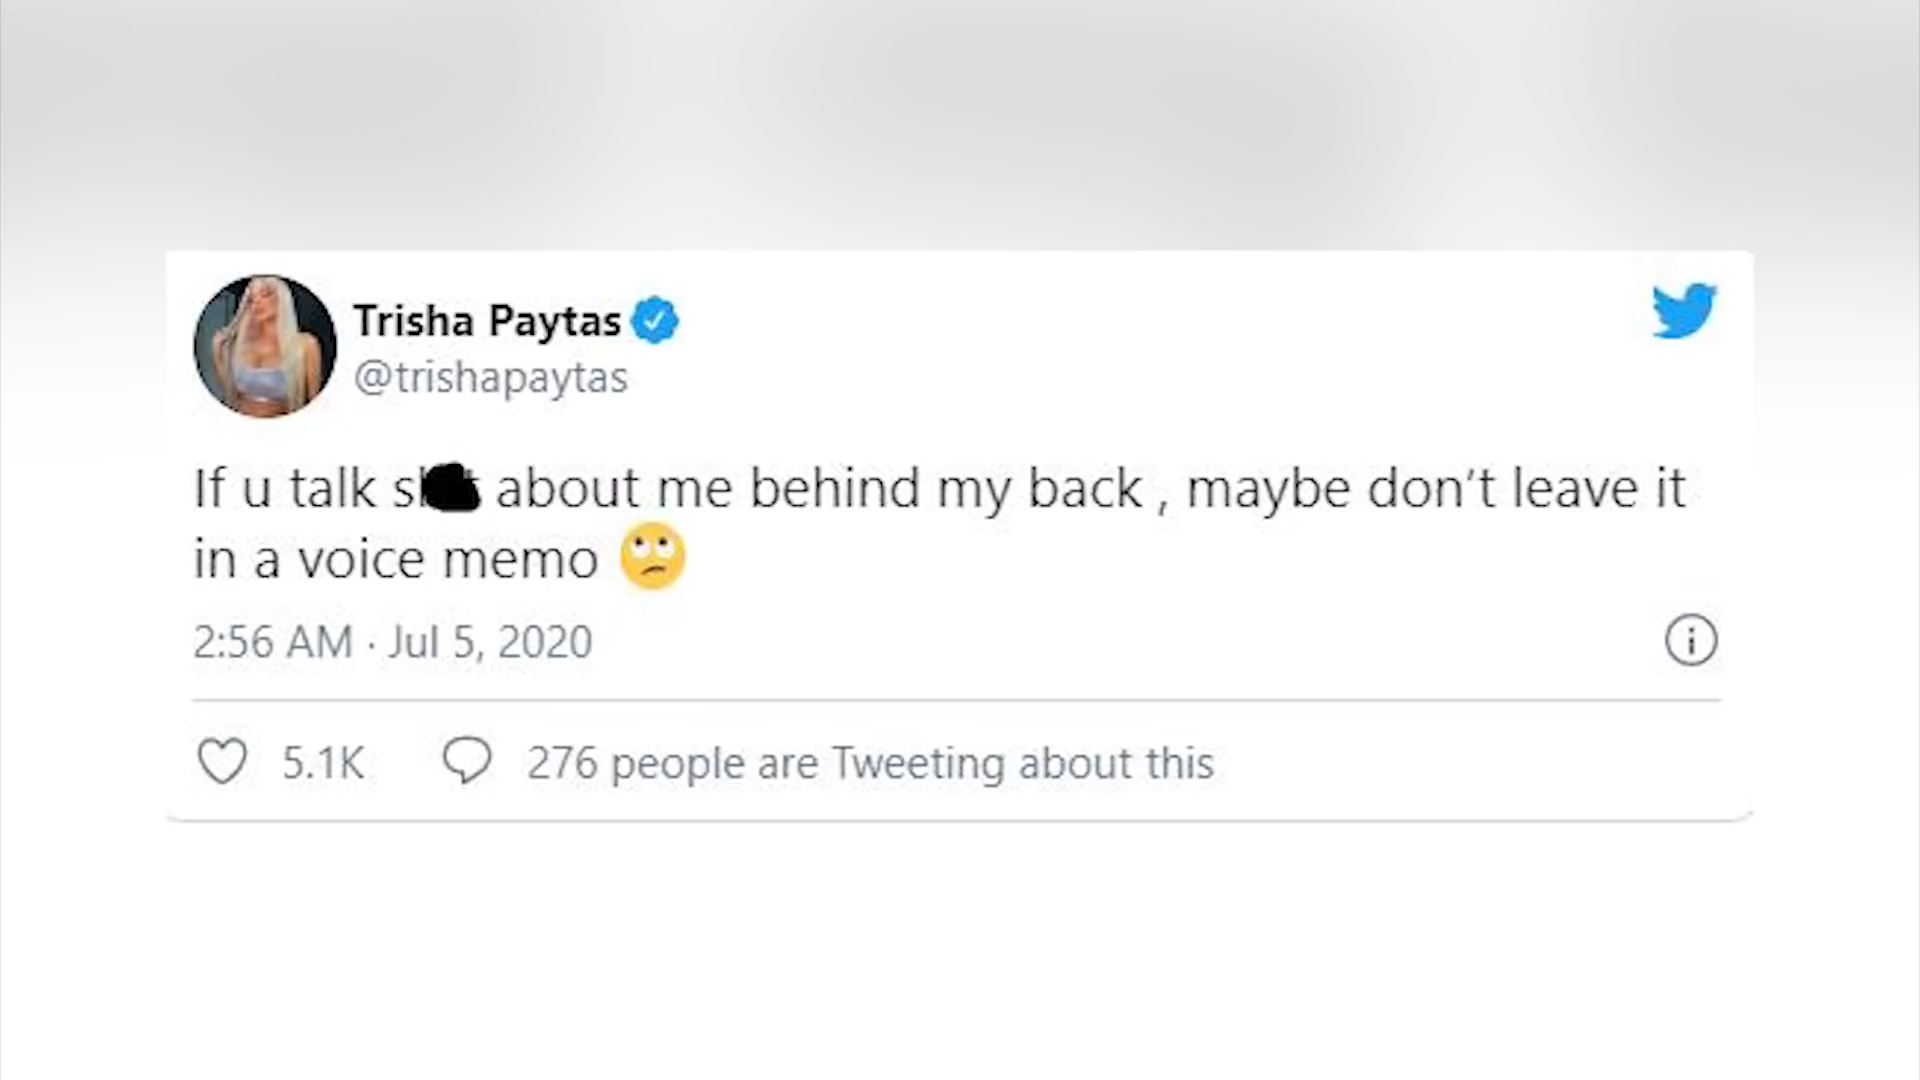 Trisha Paytas
@trishapaytas
If u talk about me behind my back , maybe don't leave it
in a voice memo 🙄
2:56 AM · Jul 5, 2020
5.1K 276 people are Tweeting about this